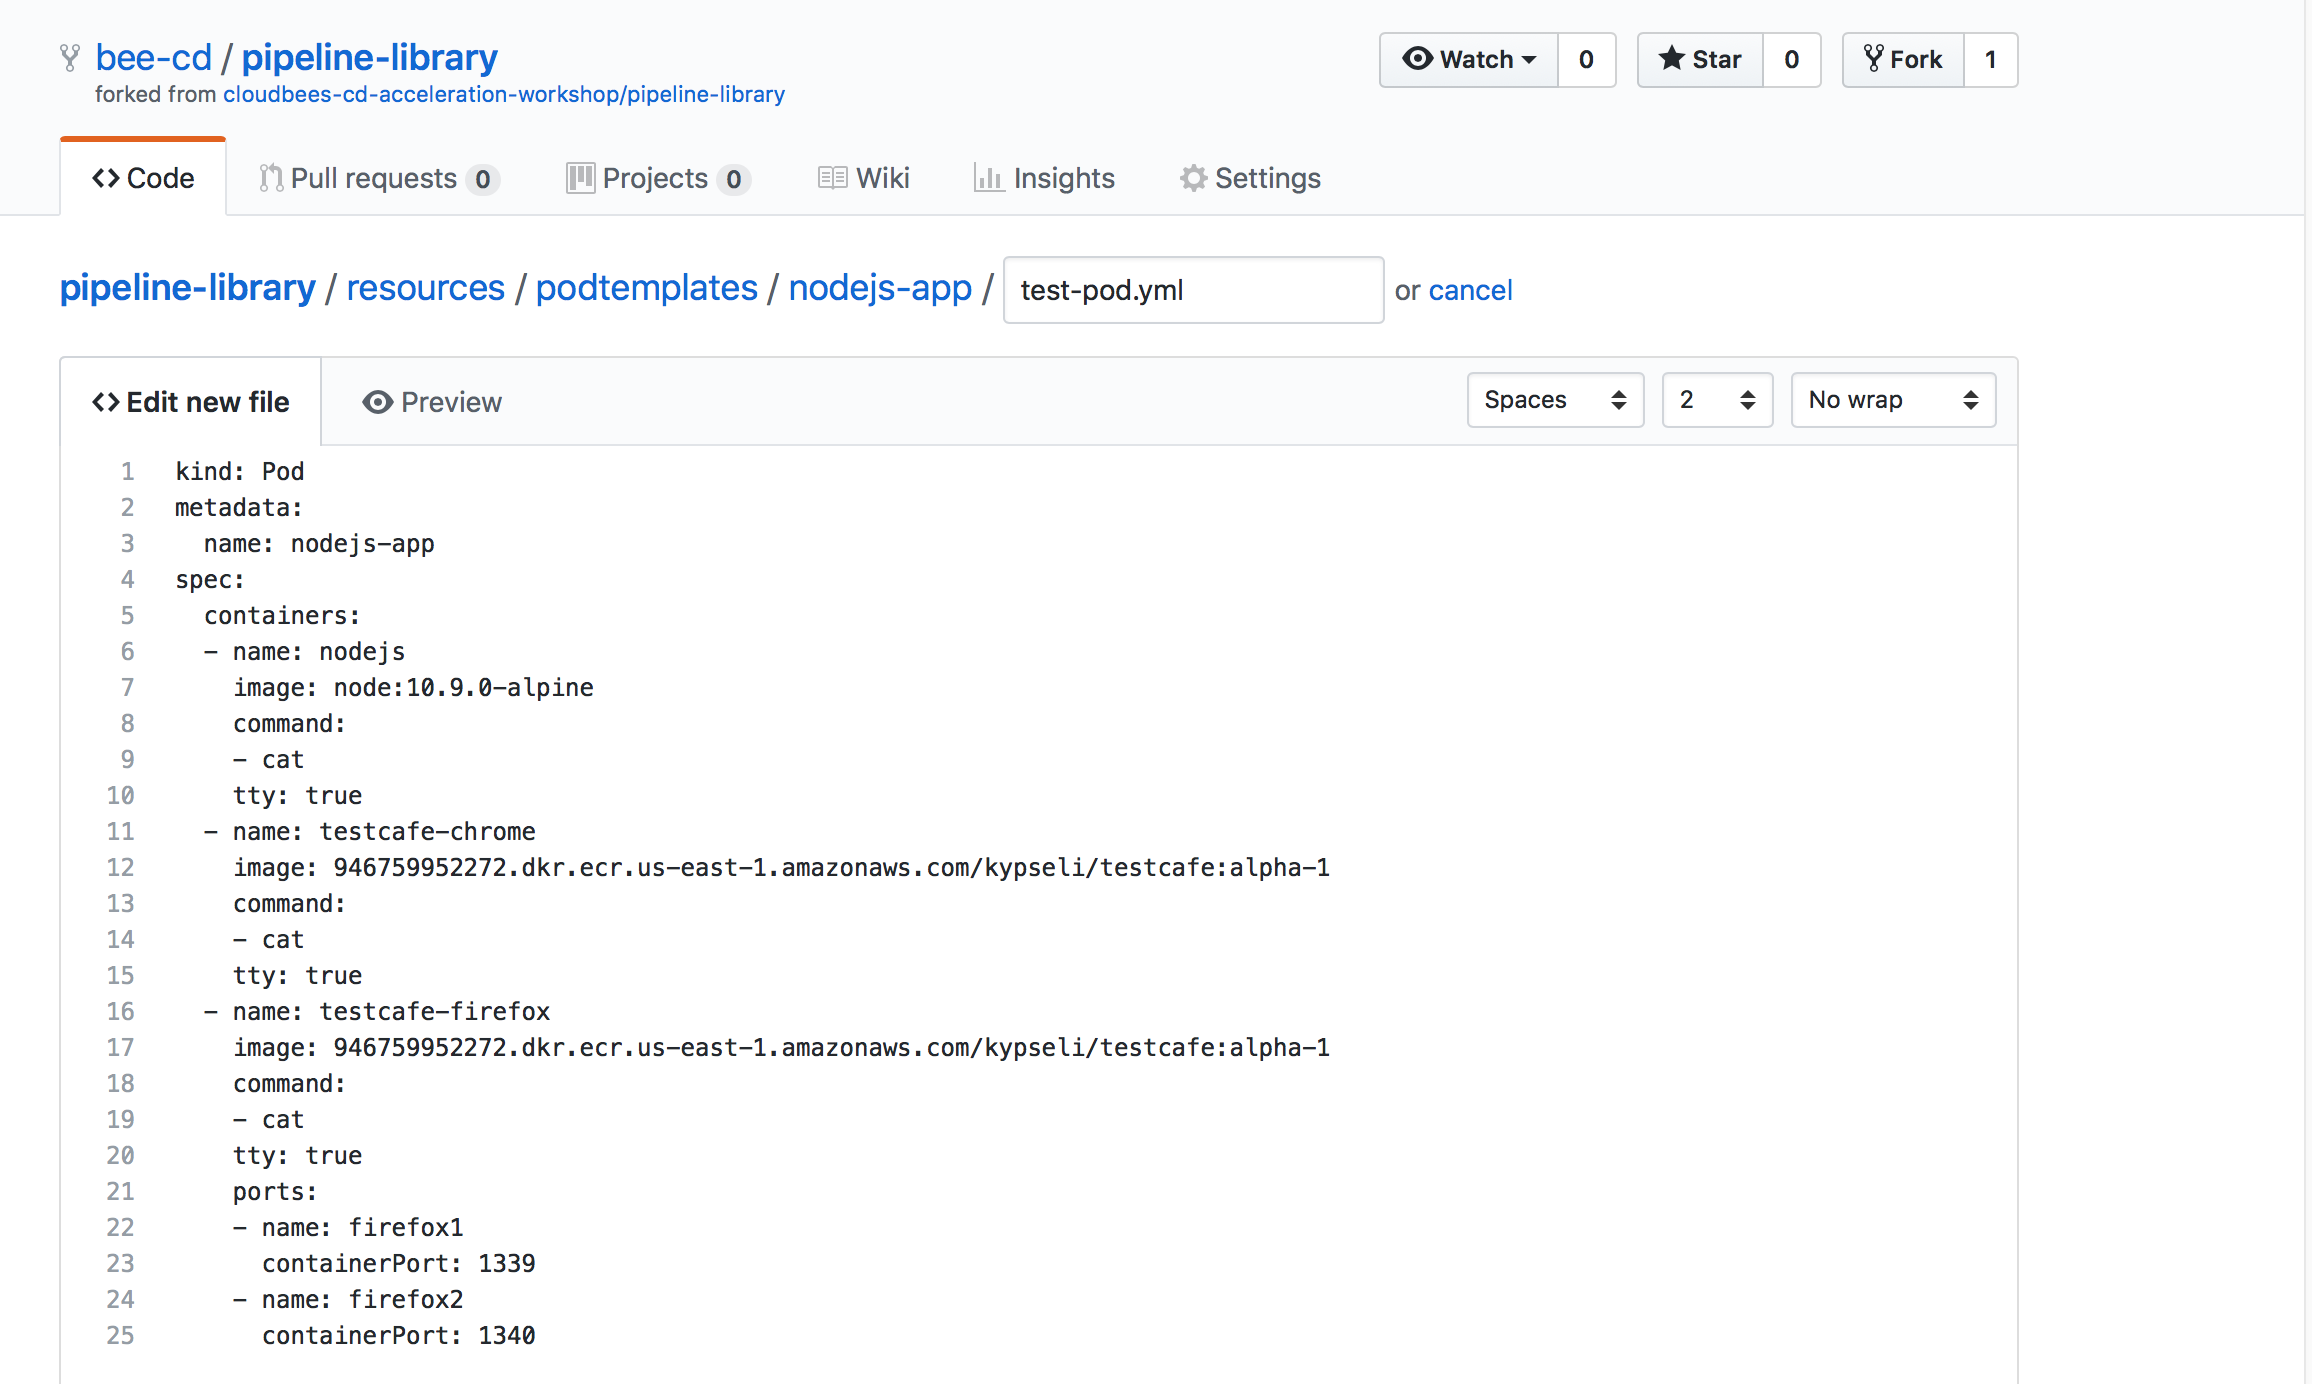 bee-cd / pipeline-library
Watch 0 Star 0 Fork 1
forked from cloudbees-cd-acceleration-workshop/pipeline-library
Code Pull requests 0 Projects 0 Wiki Insights Settings
pipeline-library / resources / podtemplates / nodejs-app / test-pod.yml or cancel
Edit new file Preview Spaces 2 No wrap
1 kind: Pod
2 metadata:
3   name: nodejs-app
4 spec:
5   containers:
6   - name: nodejs
7     image: node:10.9.0-alpine
8     command:
9     - cat
10     tty: true
11   - name: testcafe-chrome
12     image: 946759952272.dkr.ecr.us-east-1.amazonaws.com/kypseli/testcafe:alpha-1
13     command:
14     - cat
15     tty: true
16   - name: testcafe-firefox
17     image: 946759952272.dkr.ecr.us-east-1.amazonaws.com/kypseli/testcafe:alpha-1
18     command:
19     - cat
20     tty: true
21     ports:
22     - name: firefox1
23       containerPort: 1339
24     - name: firefox2
25       containerPort: 1340